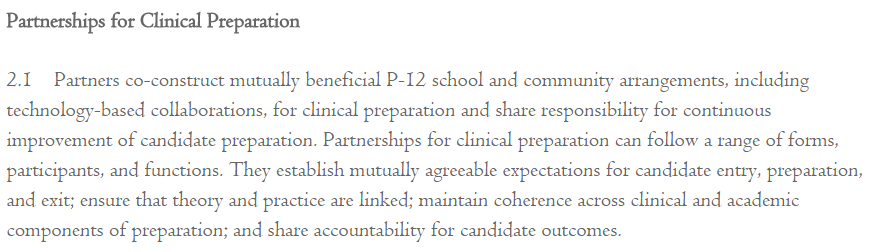 Partnerships for Clinical Preparation
2.1 Partners co-construct mutually beneficial P-12 school and community arrangements, including
technology-based collaborations, for clinical preparation and share responsibility for continuous
improvement of candidate preparation. Partnerships for clinical preparation can follow a range of forms,
participants, and functions. They establish mutually agreeable expectations for candidate entry, preparation,
and exit; ensure that theory and practice are linked; maintain coherence across clinical and academic
components of preparation; and share accountability for candidate outcomes.